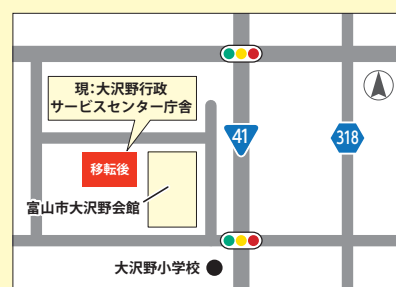 現:大沢野行政
サービスセンター庁舎
41
318
移転後
富山市大沢野会館
大沢野小学校